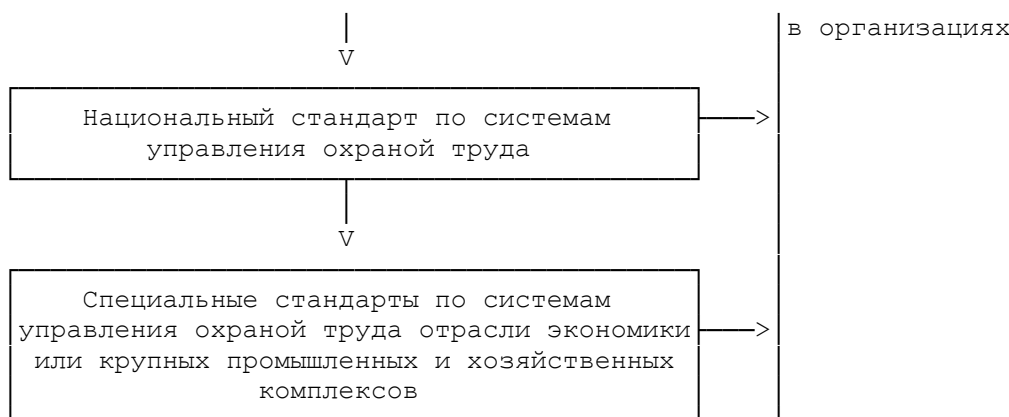 в организациях
V
Национальный стандарт по системам
управления охраной труда
V
Специальные стандарты по системам
управления охраной труда отрасли экономики
или крупных промышленных и хозяйственных
комплексов